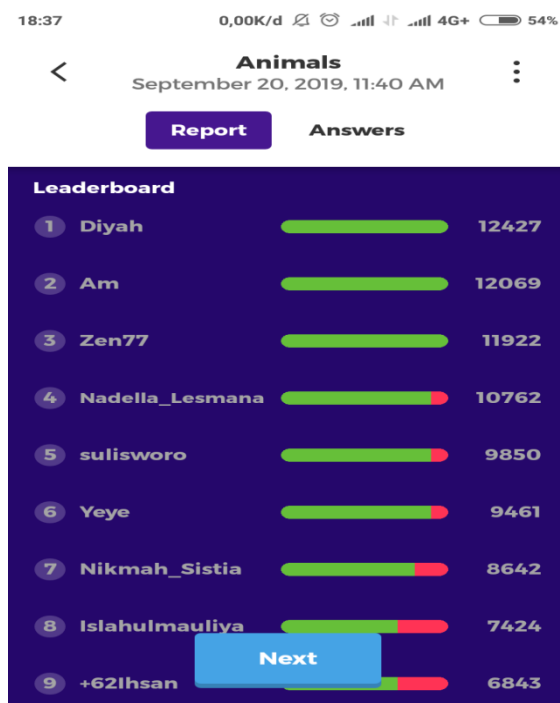 18:37 0,00K/d 4G+ 54%
Animals
September 20, 2019, 11:40 AM
Report Answers
Leaderboard
1 Diyah 12427
2 Am 12069
3 Zen77 11922
4 Nadella_Lesmana 10762
5 sulisworo 9850
6 Yeye 9461
7 Nikmah_Sistia 8642
8 Islahulmauliya 7424
Next
9 +62Ihsan 6843